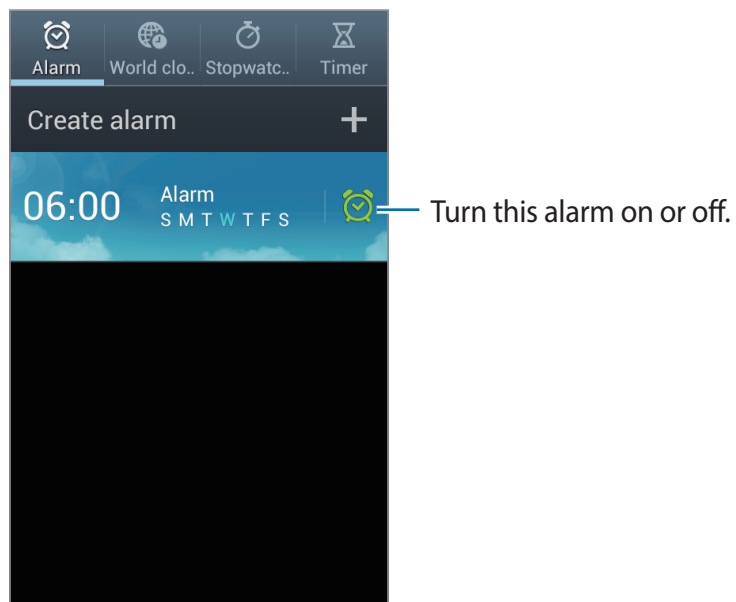 Alarm World clo.. Stopwatc.. Timer
Create alarm
06:00 Alarm
S M T W T F S
Turn this alarm on or off.